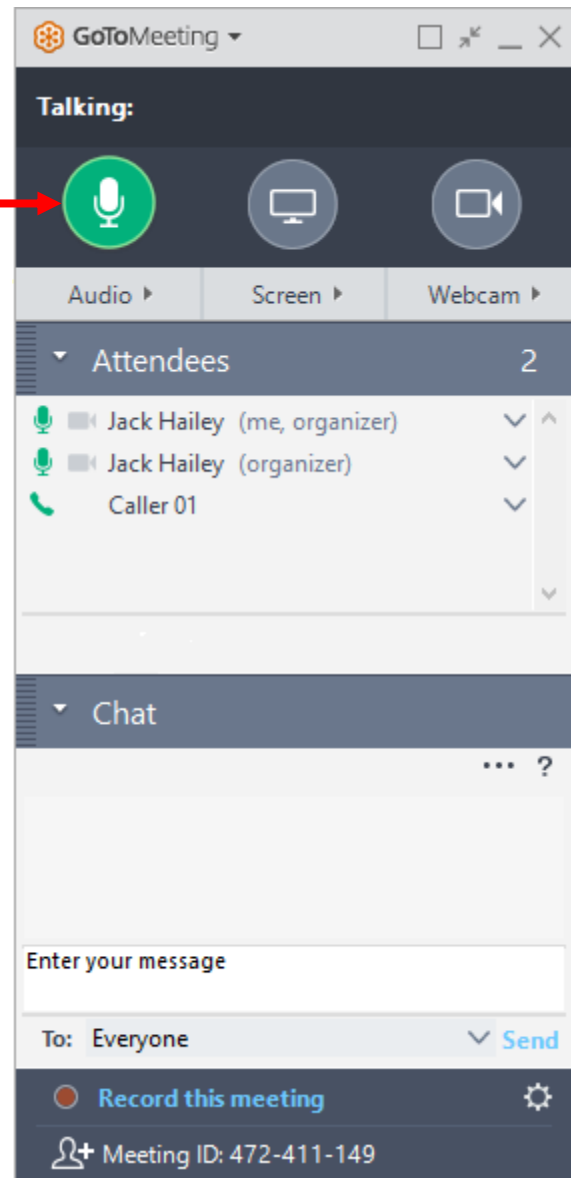 GoToMeeting
Talking:
Audio Screen Webcam
Attendees 2
Jack Hailey (me, organizer)
Jack Hailey (organizer)
Caller 01
Chat
... ?
Enter your message
To: Everyone Send
Record this meeting
Meeting ID: 472-411-149